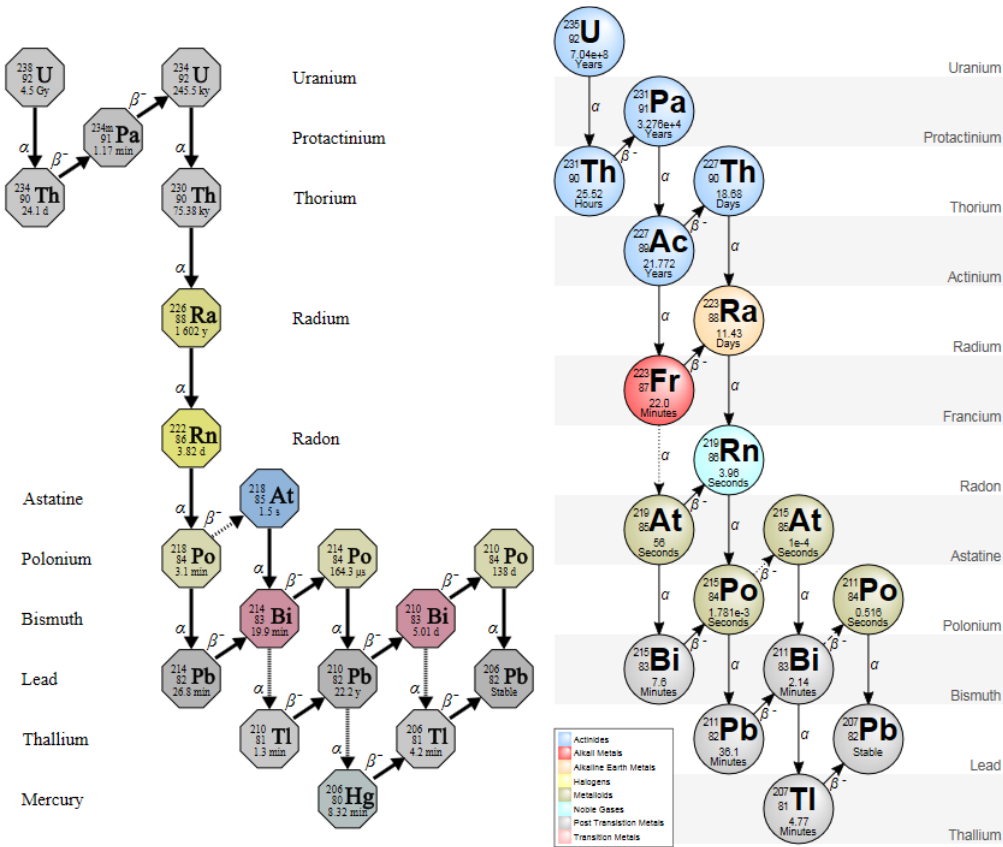 238 92 U 4.5 Gy
α
234 90 Th 24.1 d
β⁻
234m 91 Pa 1.17 min
β⁻
234 92 U 245.5 ky
Uranium
Protactinium
α
230 90 Th 75.38 ky
Thorium
α
226 88 Ra 1 602 y
Radium
α
222 86 Rn 3.82 d
Radon
α
Astatine
218 85 At 1.5 s
β⁻
Polonium
218 84 Po 3.1 min
α
214 84 Po 164.3 μs
β⁻
210 84 Po 138 d
β⁻
Bismuth
α
214 83 Bi 19.9 min
α
210 83 Bi 5.01 d
α
Lead
214 82 Pb 26.8 min
β⁻
α
210 82 Pb 22.2 y
β⁻
α
206 82 Pb Stable
Thallium
210 81 Tl 1.3 min
β⁻
α
206 81 Tl 4.2 min
β⁻
Mercury
206 80 Hg 8.32 min
β⁻
235 92 U
7.04e+8
Years
Uranium
α
231 91 Pa
3.276e+4
Years
Protactinium
β -
231 90 Th
25.52
Hours
α
227 90 Th
18.68
Days
Thorium
β -
227 89 Ac
21.772
Years
α
Actinium
α
223 88 Ra
11.43
Days
Radium
β -
223 87 Fr
22.0
Minutes
α
Francium
α
219 86 Rn
3.96
Seconds
Radon
β -
219 85 At
56
Seconds
α
215 85 At
1e-4
Seconds
Astatine
β -
215 84 Po
1.781e-3
Seconds
α
211 84 Po
0.516
Seconds
Polonium
β -
215 83 Bi
7.6
Minutes
α
β -
211 83 Bi
2.14
Minutes
α
Bismuth
211 82 Pb
36.1
Minutes
β -
α
207 82 Pb
Stable
Lead
β -
207 81 Tl
4.77
Minutes
Thallium
Actinides
Alkali Metals
Alkaline Earth Metals
Halogens
Metalloids
Noble Gases
Post Transistion Metals
Transition Metals